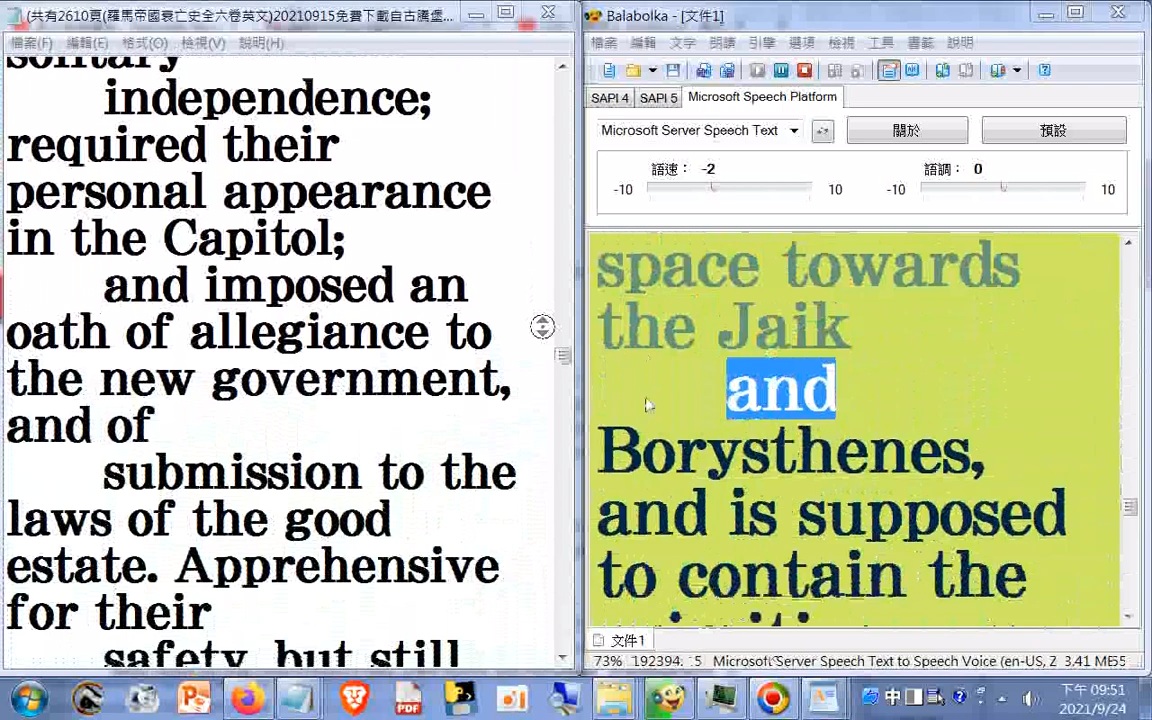 (共有2610頁(羅馬帝國衰亡史全六卷英文)20210915免費下載自古騰堡...
檔案(F) 編輯(E) 格式(O) 檢視(V) 說明(H)
solitary
independence;
required their
personal appearance
in the Capitol;
and imposed an
oath of allegiance to
the new government,
and of
submission to the
laws of the good
estate. Apprehensive
for their
safety, but still
Balabolka - [文件1]
檔案 編輯 文字 朗讀 引擎 選項 檢視 工具 書籤 說明
SAPI 4 SAPI 5 Microsoft Speech Platform
Microsoft Server Speech Text 關於 預設
語速： -2 語調： 0
-10 10 -10 10
space towards
the Jaik
and
Borysthenes,
and is supposed
to contain the
文件1
73% 192394: 5 Microsoft Server Speech Text to Speech Voice (en-US, Z 3,41 ME55
中
下午 09:51
2021/9/24